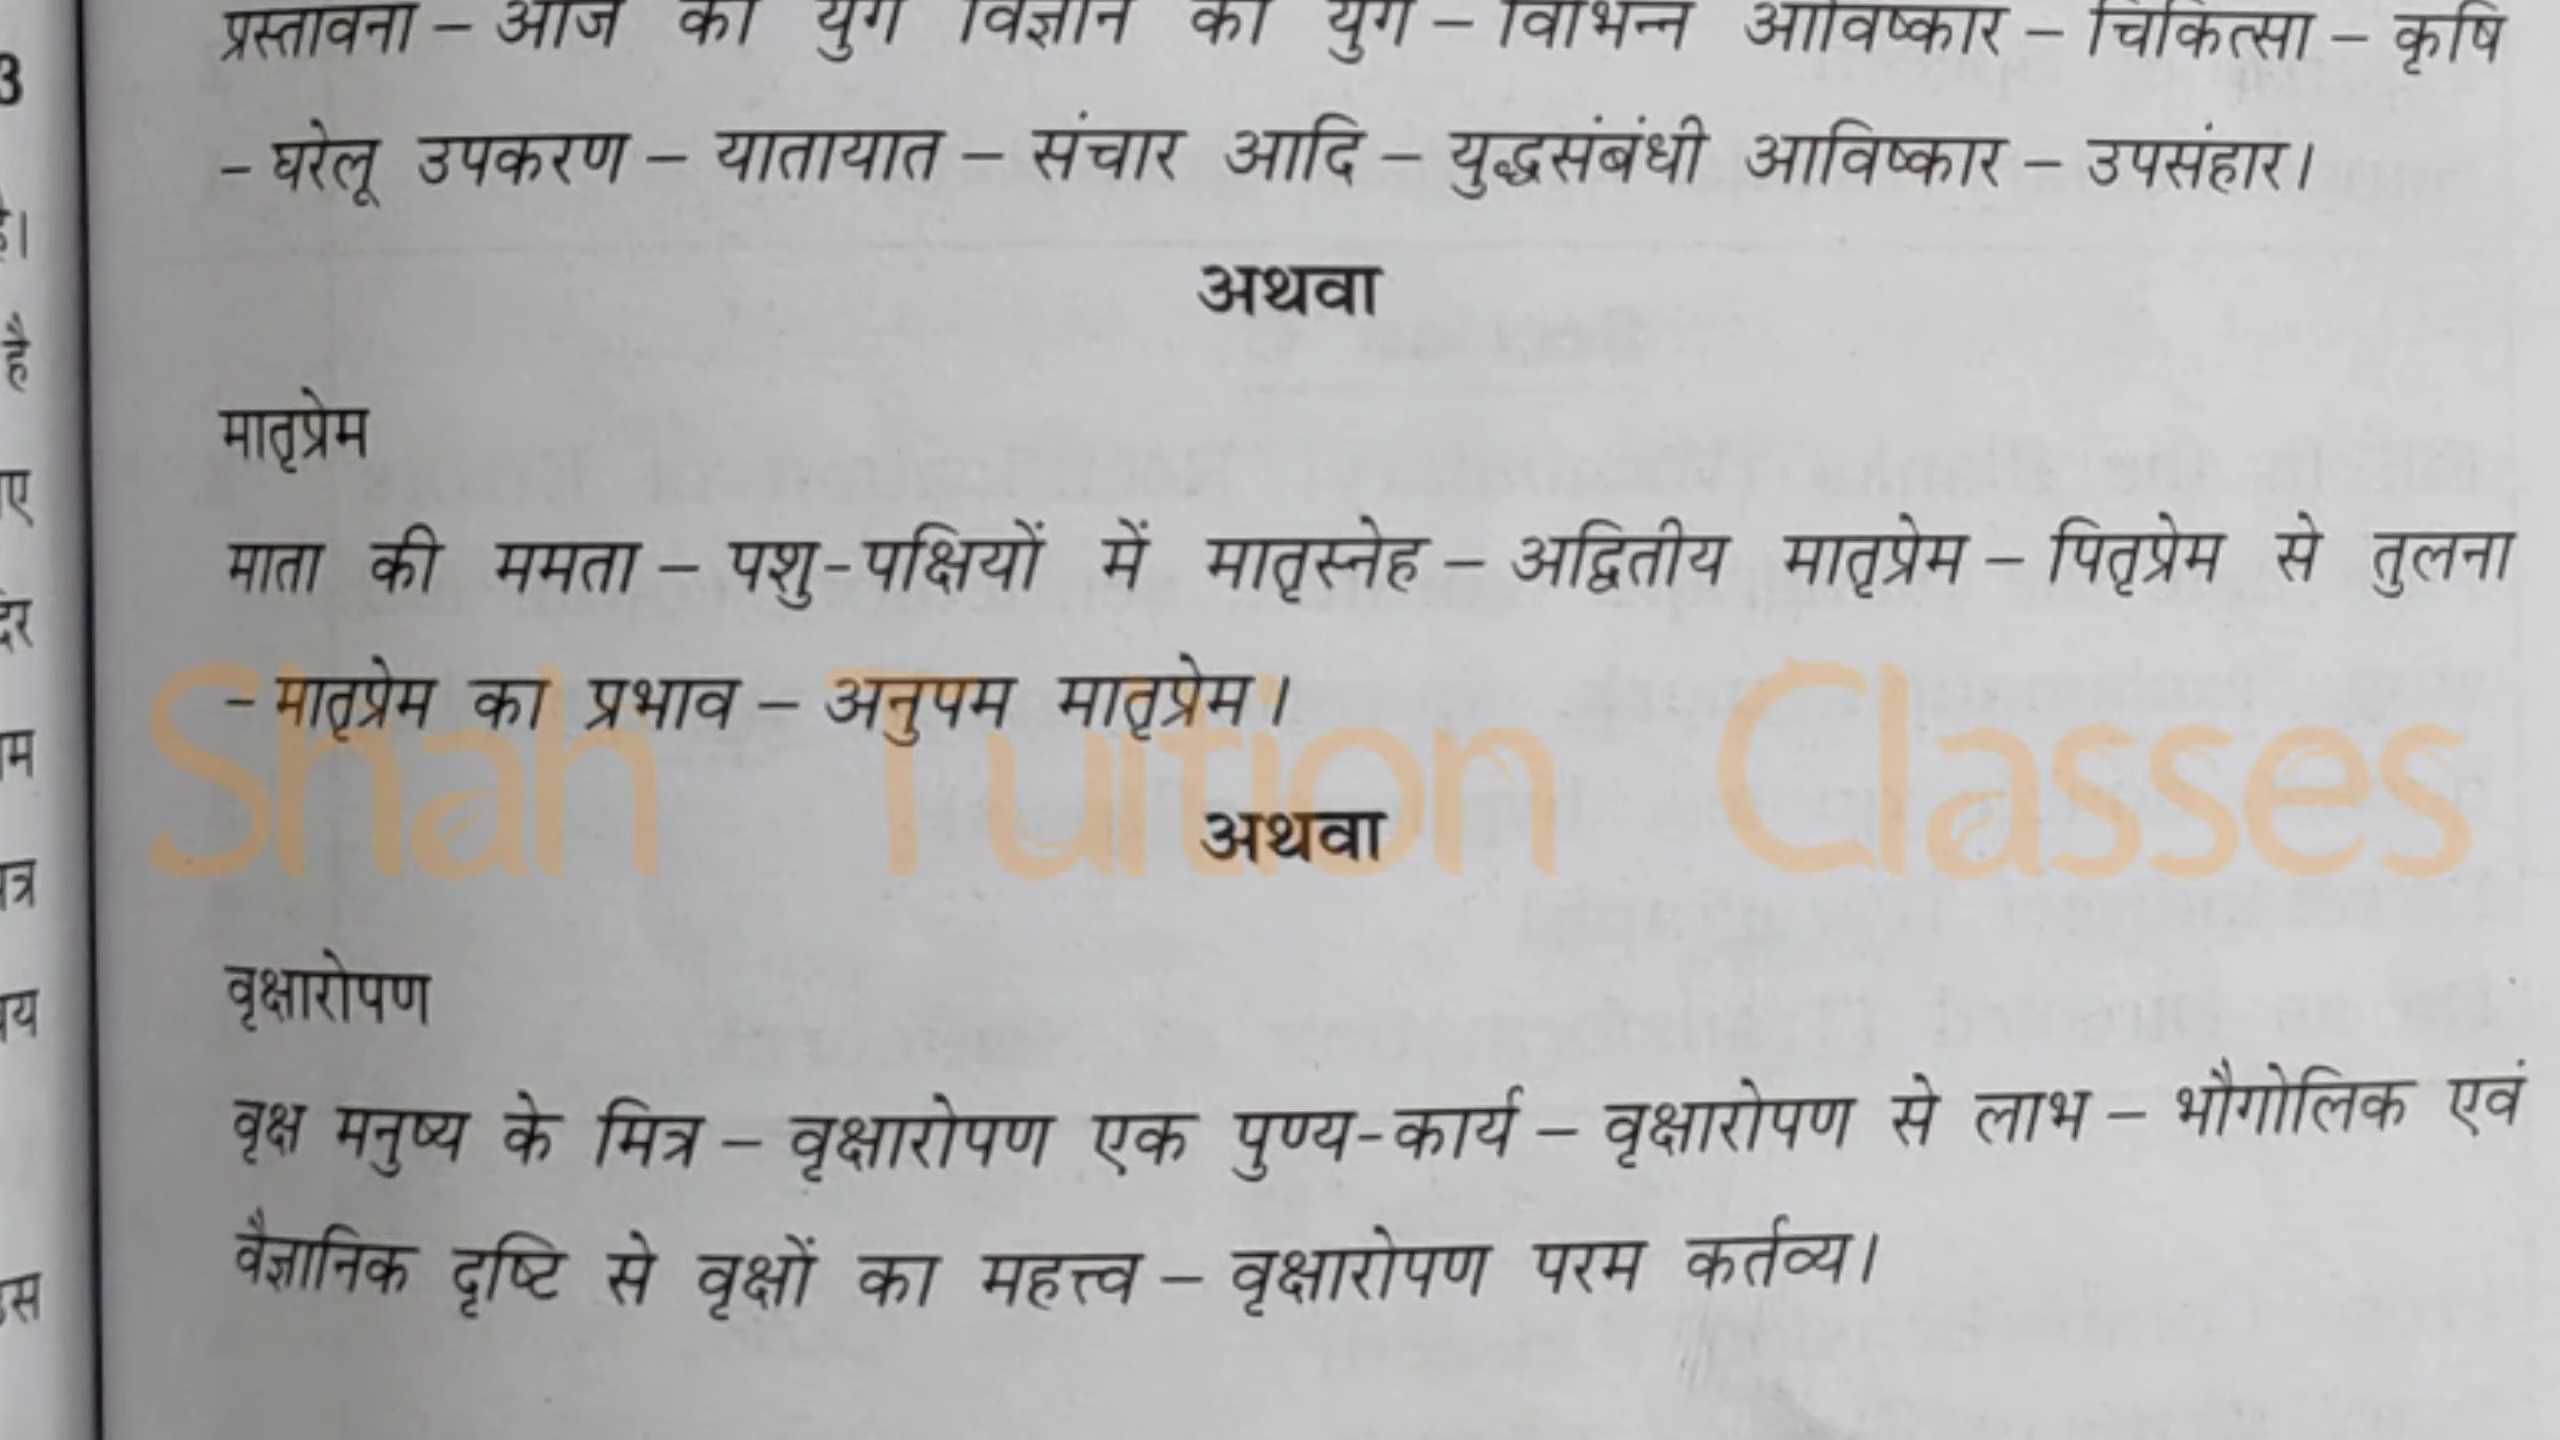 प्रस्तावना – आज का युग विज्ञान का युग – विभिन्न आविष्कार – चिकित्सा – कृषि
3
– घरेलू उपकरण – यातायात – संचार आदि – युद्धसंबंधी आविष्कार – उपसंहार।
अथवा
है
मातृप्रेम
माता की ममता – पशु-पक्षियों में मातृस्नेह – अद्वितीय मातृप्रेम – पितृप्रेम से तुलना
– मातृप्रेम का प्रभाव – अनुपम मातृप्रेम।
Shah Tuition Classes
अथवा
वृक्षारोपण
वृक्ष मनुष्य के मित्र – वृक्षारोपण एक पुण्य-कार्य – वृक्षारोपण से लाभ – भौगोलिक एवं
वैज्ञानिक दृष्टि से वृक्षों का महत्त्व – वृक्षारोपण परम कर्तव्य।